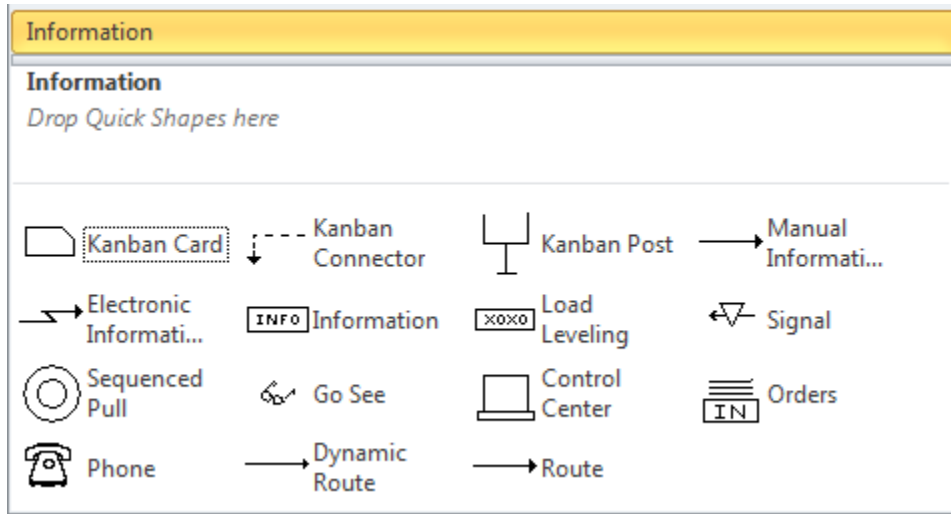 Information
Information
Drop Quick Shapes here
Kanban Card
Kanban
Connector
Kanban Post
Manual
Informati...
Electronic
Informati...
INFO
Information
XOXO
Load
Leveling
Signal
Sequenced
Pull
Go See
Control
Center
IN
Orders
Phone
Dynamic
Route
Route